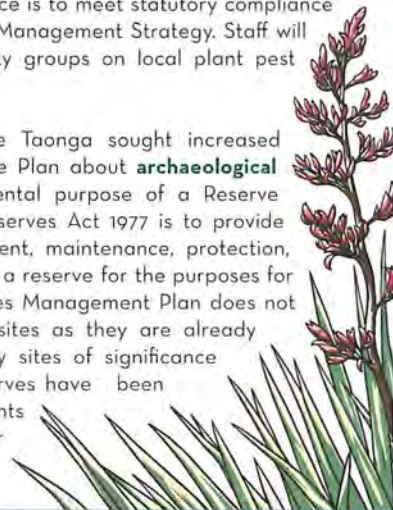 ce is to meet statutory compliance
Management Strategy. Staff will
groups on local plant pest
Taonga sought increased
Plan about archaeological
ental purpose of a Reserve
serves Act 1977 is to provide
ent, maintenance, protection,
a reserve for the purposes for
es Management Plan does not
sites as they are already
y sites of significance
rves have been
nts